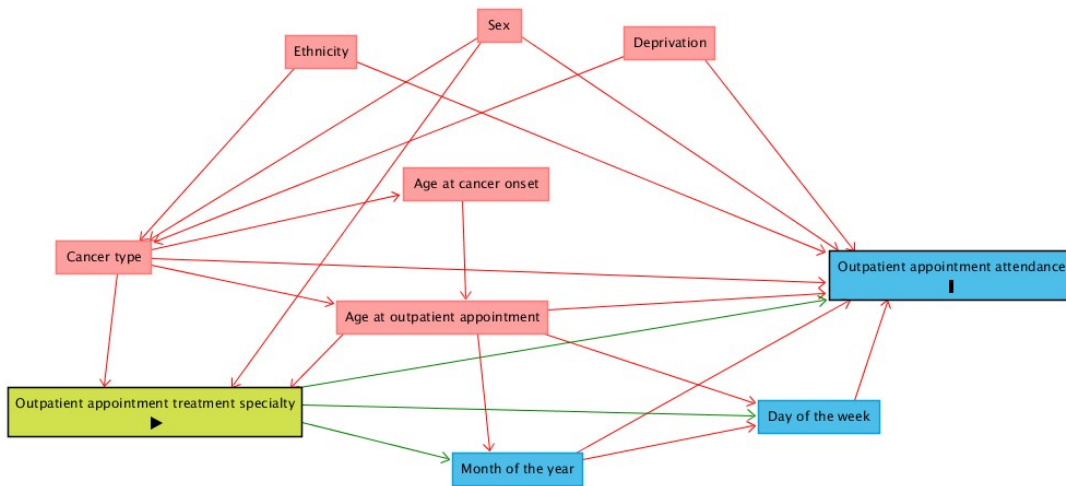 Sex
Ethnicity
Deprivation
Age at cancer onset
Cancer type
Outpatient appointment attendance
Age at outpatient appointment
Outpatient appointment treatment specialty
Day of the week
Month of the year